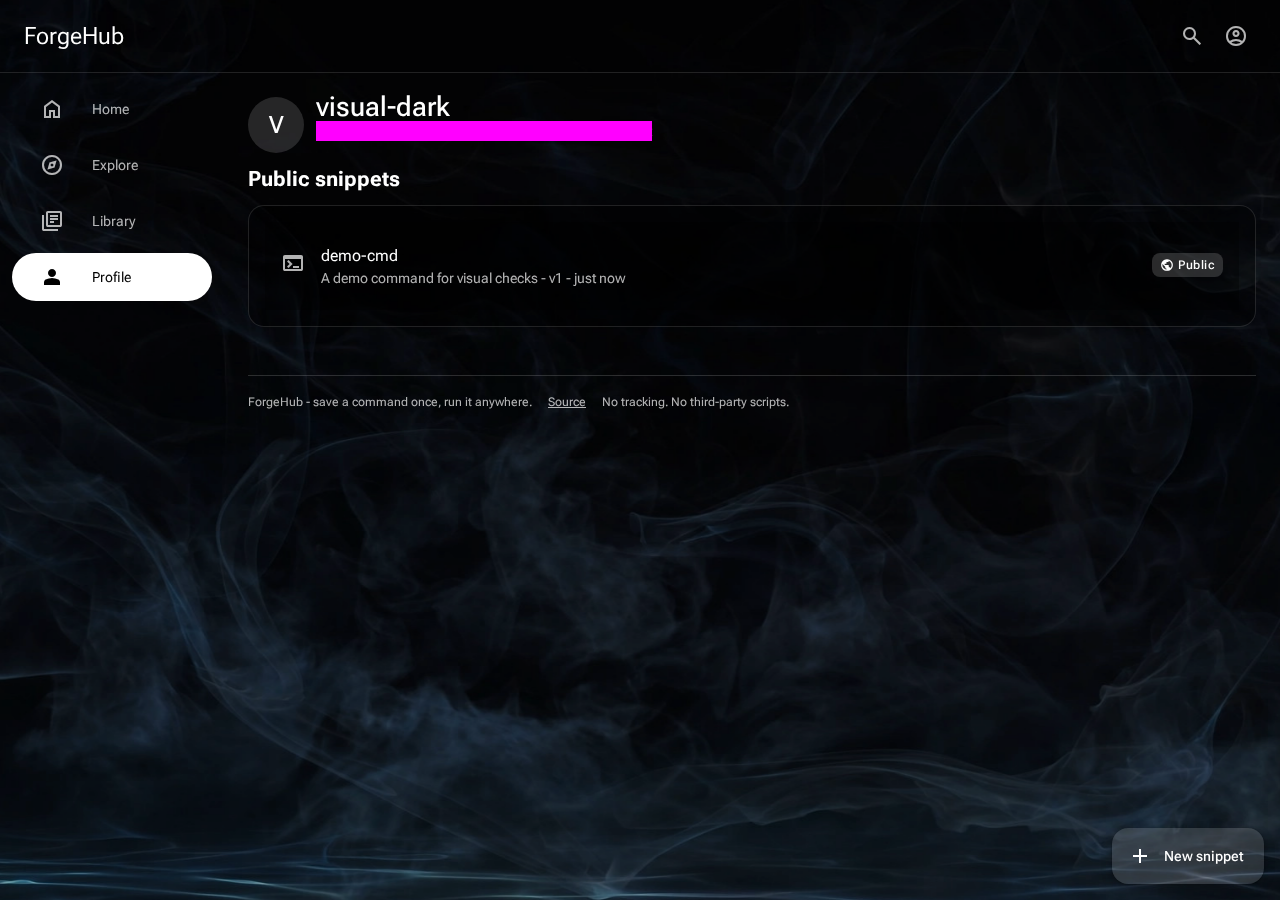 ForgeHub
Home
Explore
Library
Profile
V
visual-dark
Public snippets
demo-cmd
A demo command for visual checks - v1 - just now
Public
ForgeHub - save a command once, run it anywhere. Source No tracking. No third-party scripts.
New snippet